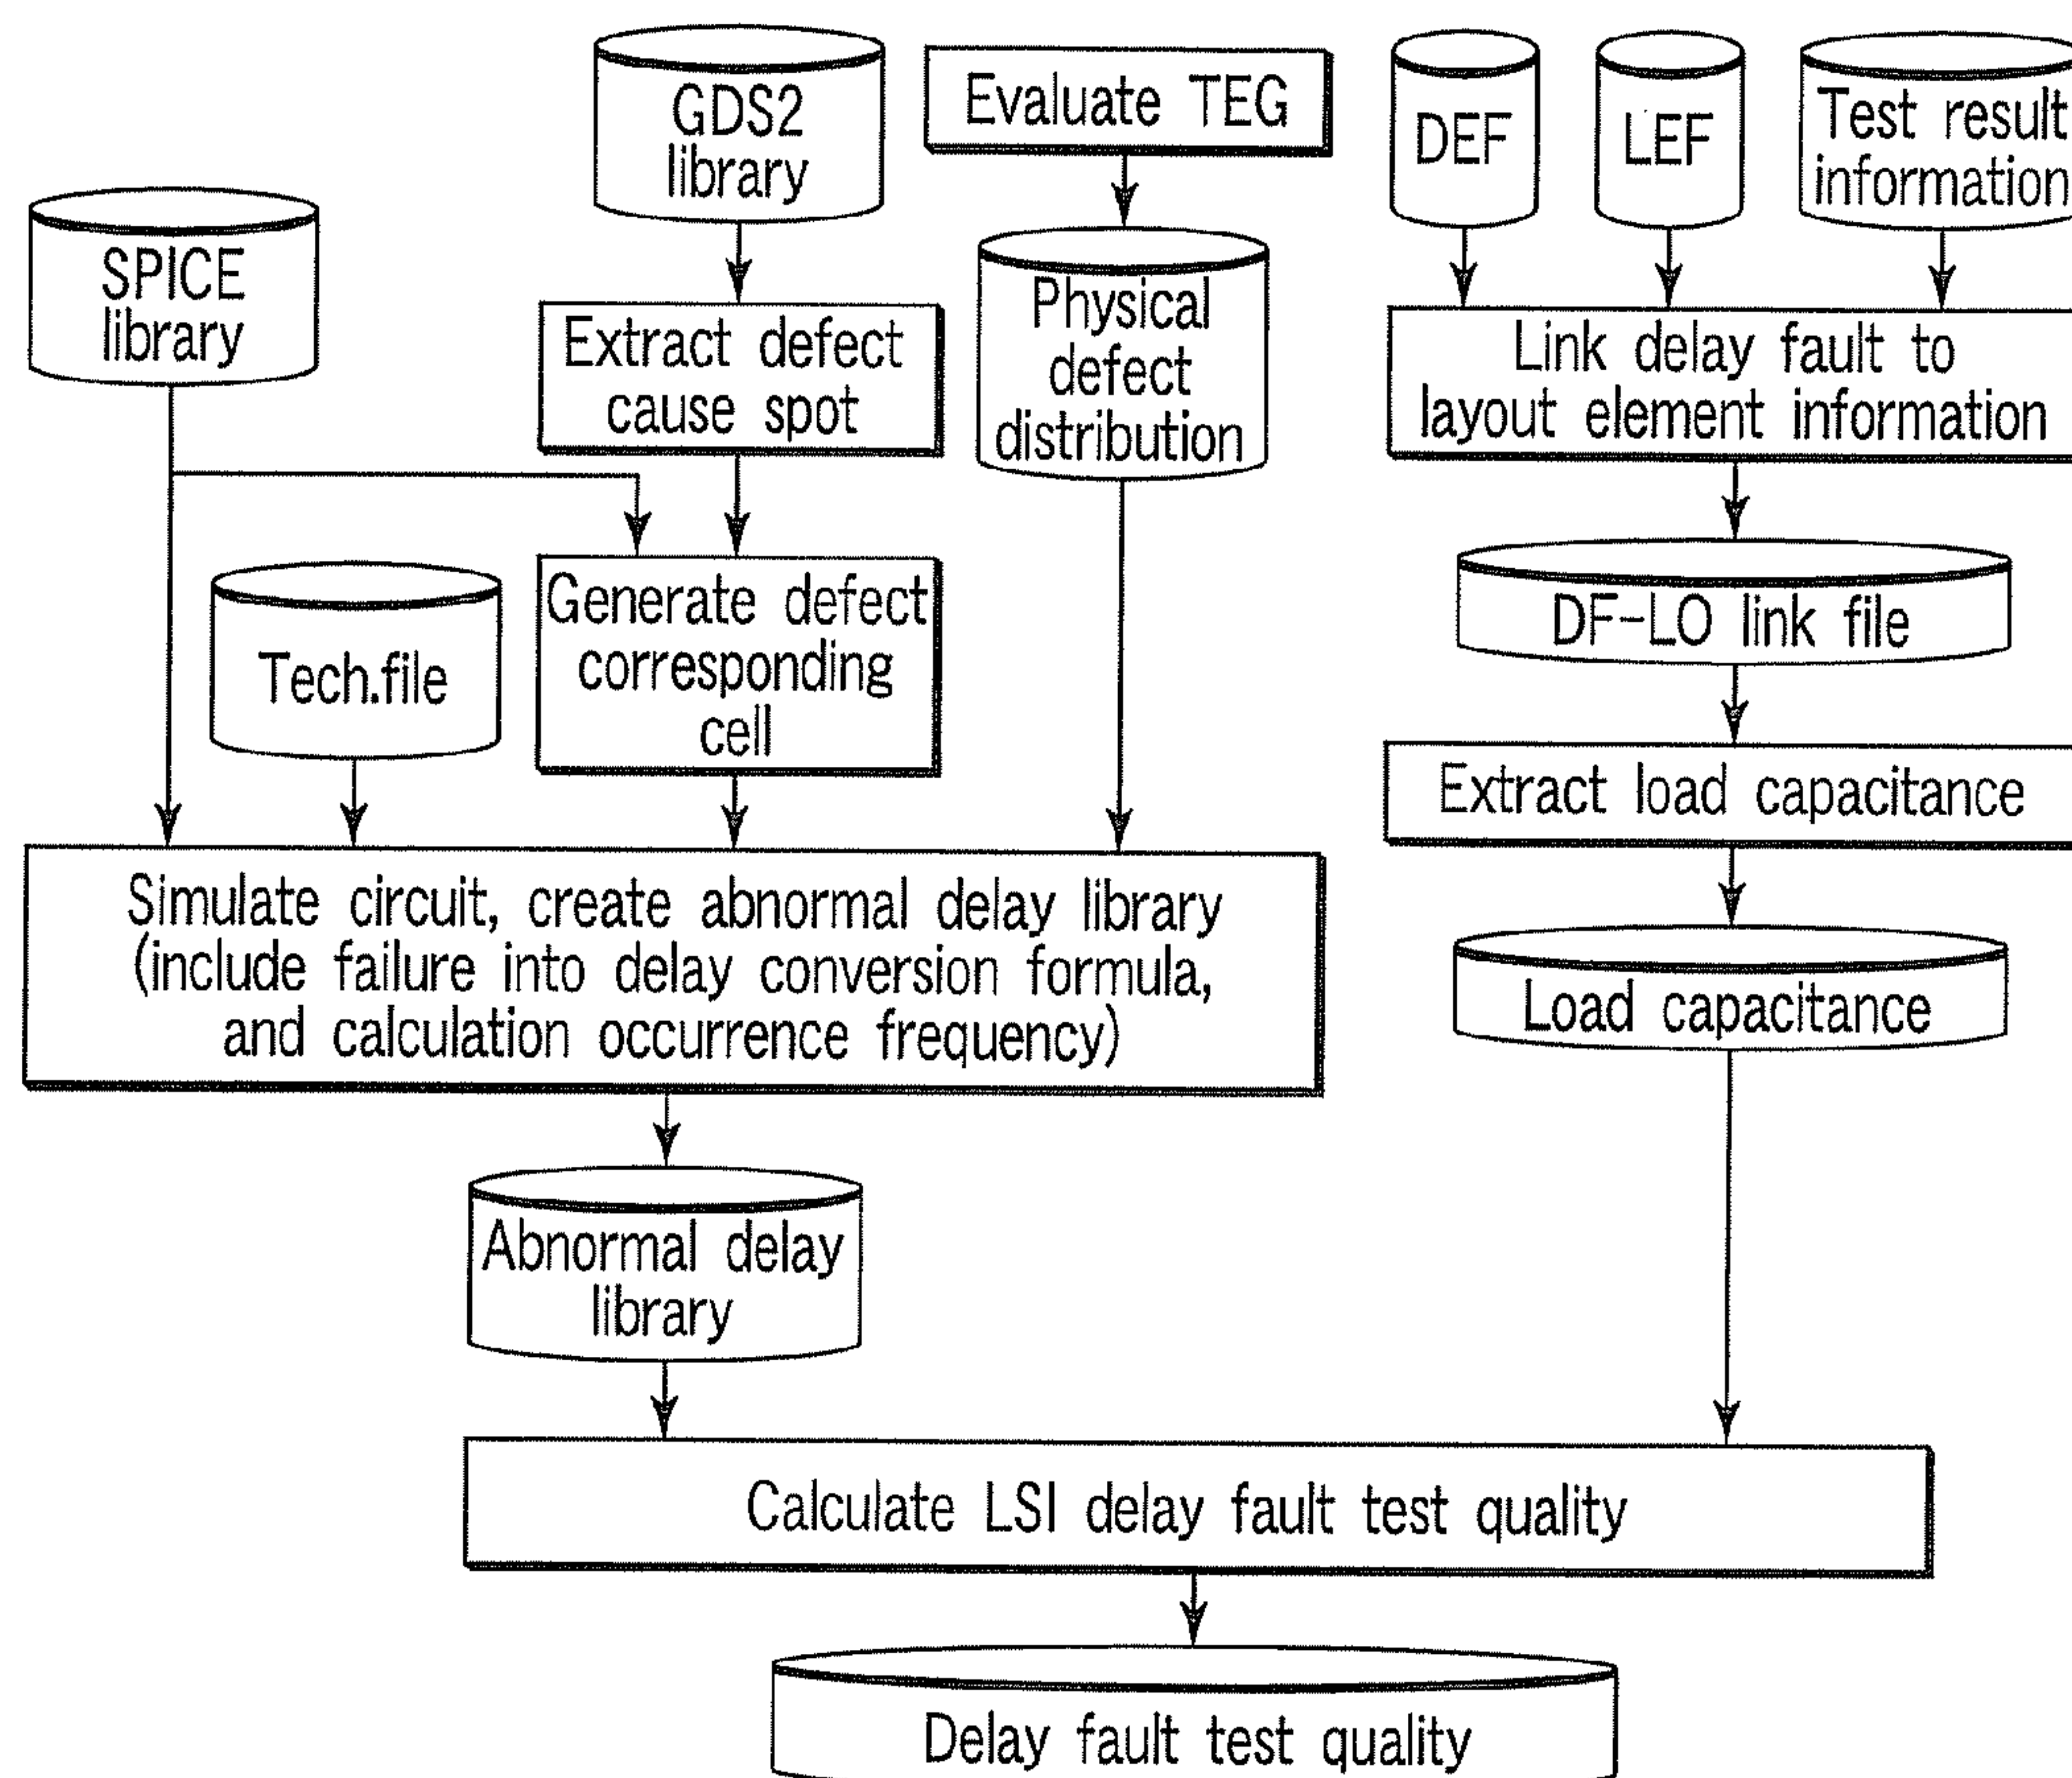 GDS2
library
Evaluate TEG
DEF
LEF
Test result
information
SPICE
library
Extract defect
cause spot
Physical
defect
distribution
Link delay fault to
layout element information
Tech.file
Generate defect
corresponding
cell
DF-LO link file
Extract load capacitance
Simulate circuit, create abnormal delay library
(include failure into delay conversion formula,
and calculation occurrence frequency)
Load capacitance
Abnormal delay
library
Calculate LSI delay fault test quality
Delay fault test quality